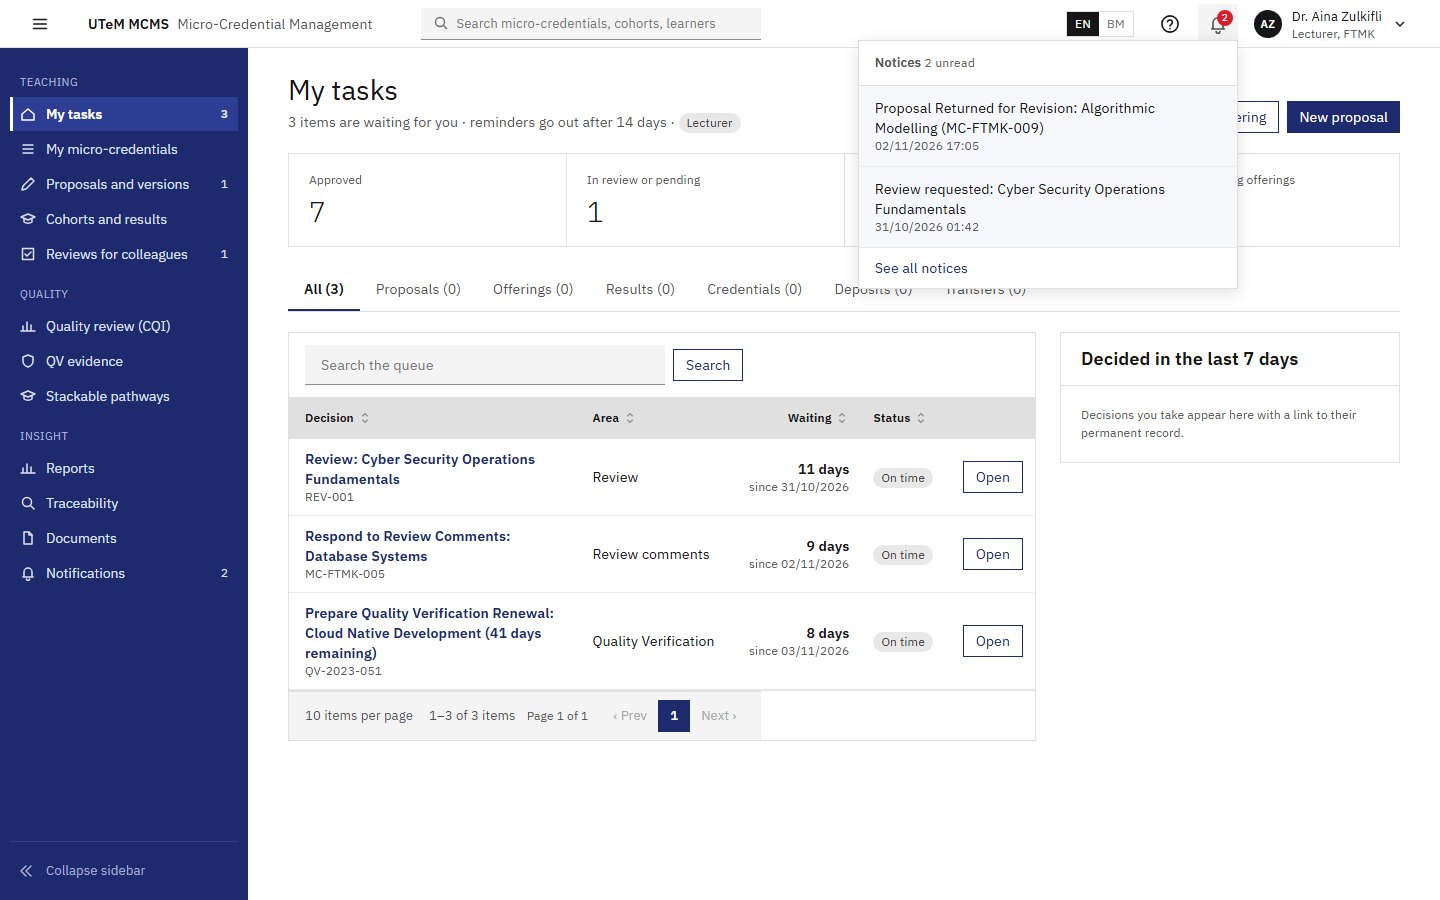 UTeM MCMS Micro-Credential Management
Search micro-credentials, cohorts, learners
EN BM
2
AZ
Dr. Aina Zulkifli
Lecturer, FTMK
TEACHING
My tasks 3
My micro-credentials
Proposals and versions 1
Cohorts and results
Reviews for colleagues 1
QUALITY
Quality review (CQI)
QV evidence
Stackable pathways
INSIGHT
Reports
Traceability
Documents
Notifications 2
Collapse sidebar
My tasks
3 items are waiting for you · reminders go out after 14 days · Lecturer
New proposal
Notices 2 unread
Proposal Returned for Revision: Algorithmic
Modelling (MC-FTMK-009)
02/11/2026 17:05
Review requested: Cyber Security Operations
Fundamentals
31/10/2026 01:42
See all notices
Approved
7
In review or pending
1
offerings
All (3) Proposals (0) Offerings (0) Results (0) Credentials (0) Deposits (0) Transfers (0)
Search the queue
Search
Decision Area Waiting Status
Review: Cyber Security Operations
Fundamentals
REV-001
Review
11 days
since 31/10/2026
On time
Open
Respond to Review Comments:
Database Systems
MC-FTMK-005
Review comments
9 days
since 02/11/2026
On time
Open
Prepare Quality Verification Renewal:
Cloud Native Development (41 days
remaining)
QV-2023-051
Quality Verification
8 days
since 03/11/2026
On time
Open
10 items per page 1–3 of 3 items Page 1 of 1 ‹ Prev 1 Next ›
Decided in the last 7 days
Decisions you take appear here with a link to their
permanent record.